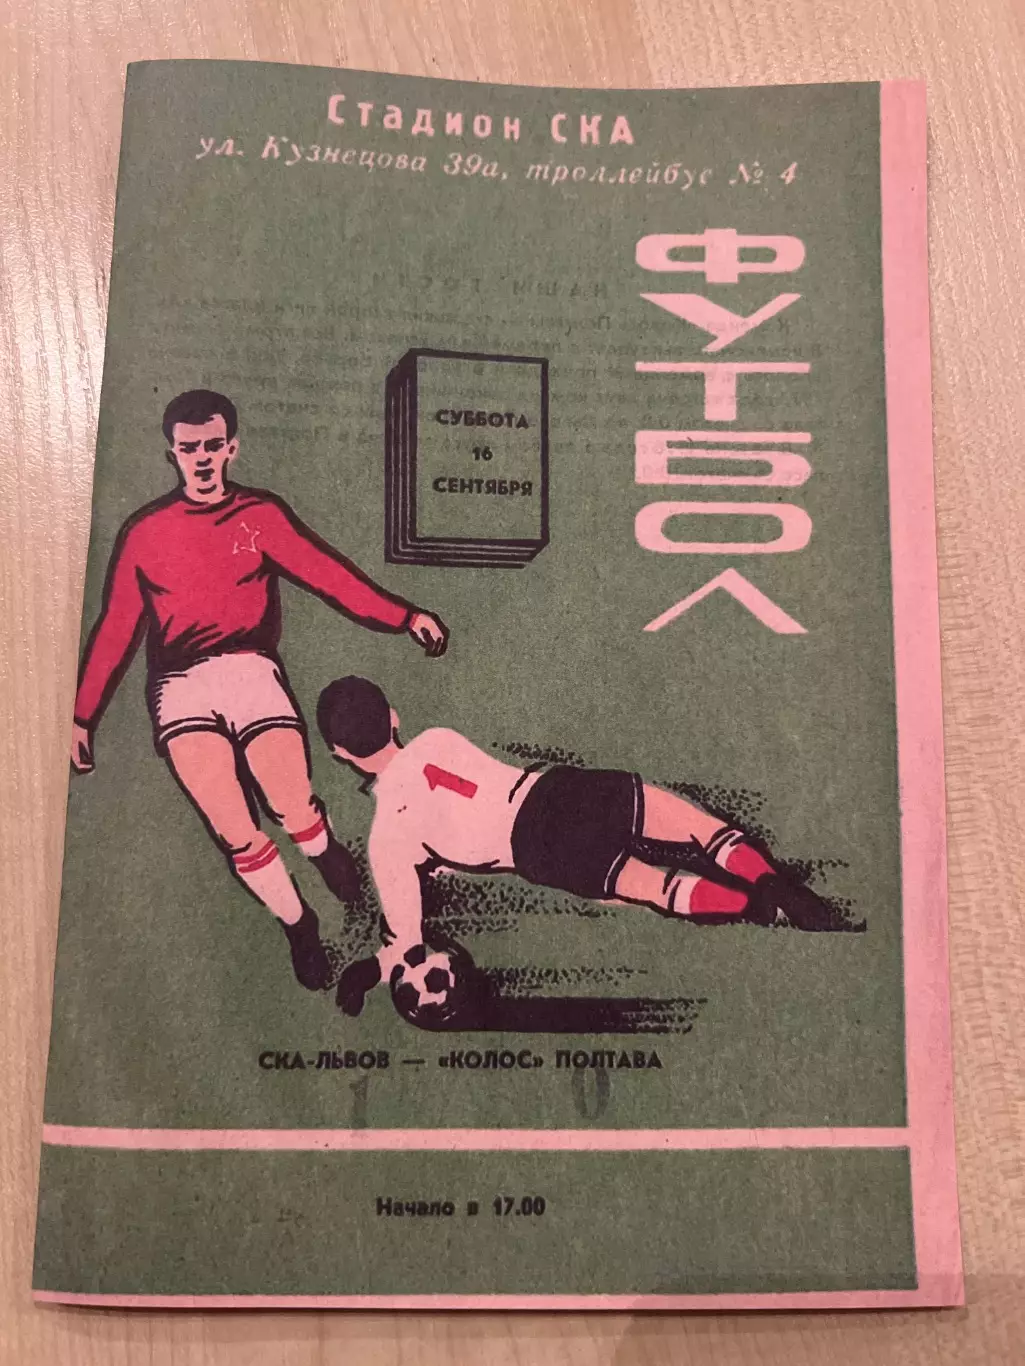 Стадион СКА
ул. Кузнецова 39а, троллейбус № 4
ФУТБОЛ
СУББОТА
16
СЕНТЯБРЯ
1
СКА-ЛЬВОВ — «КОЛОС» ПОЛТАВА
1 0
Начало в 17.00